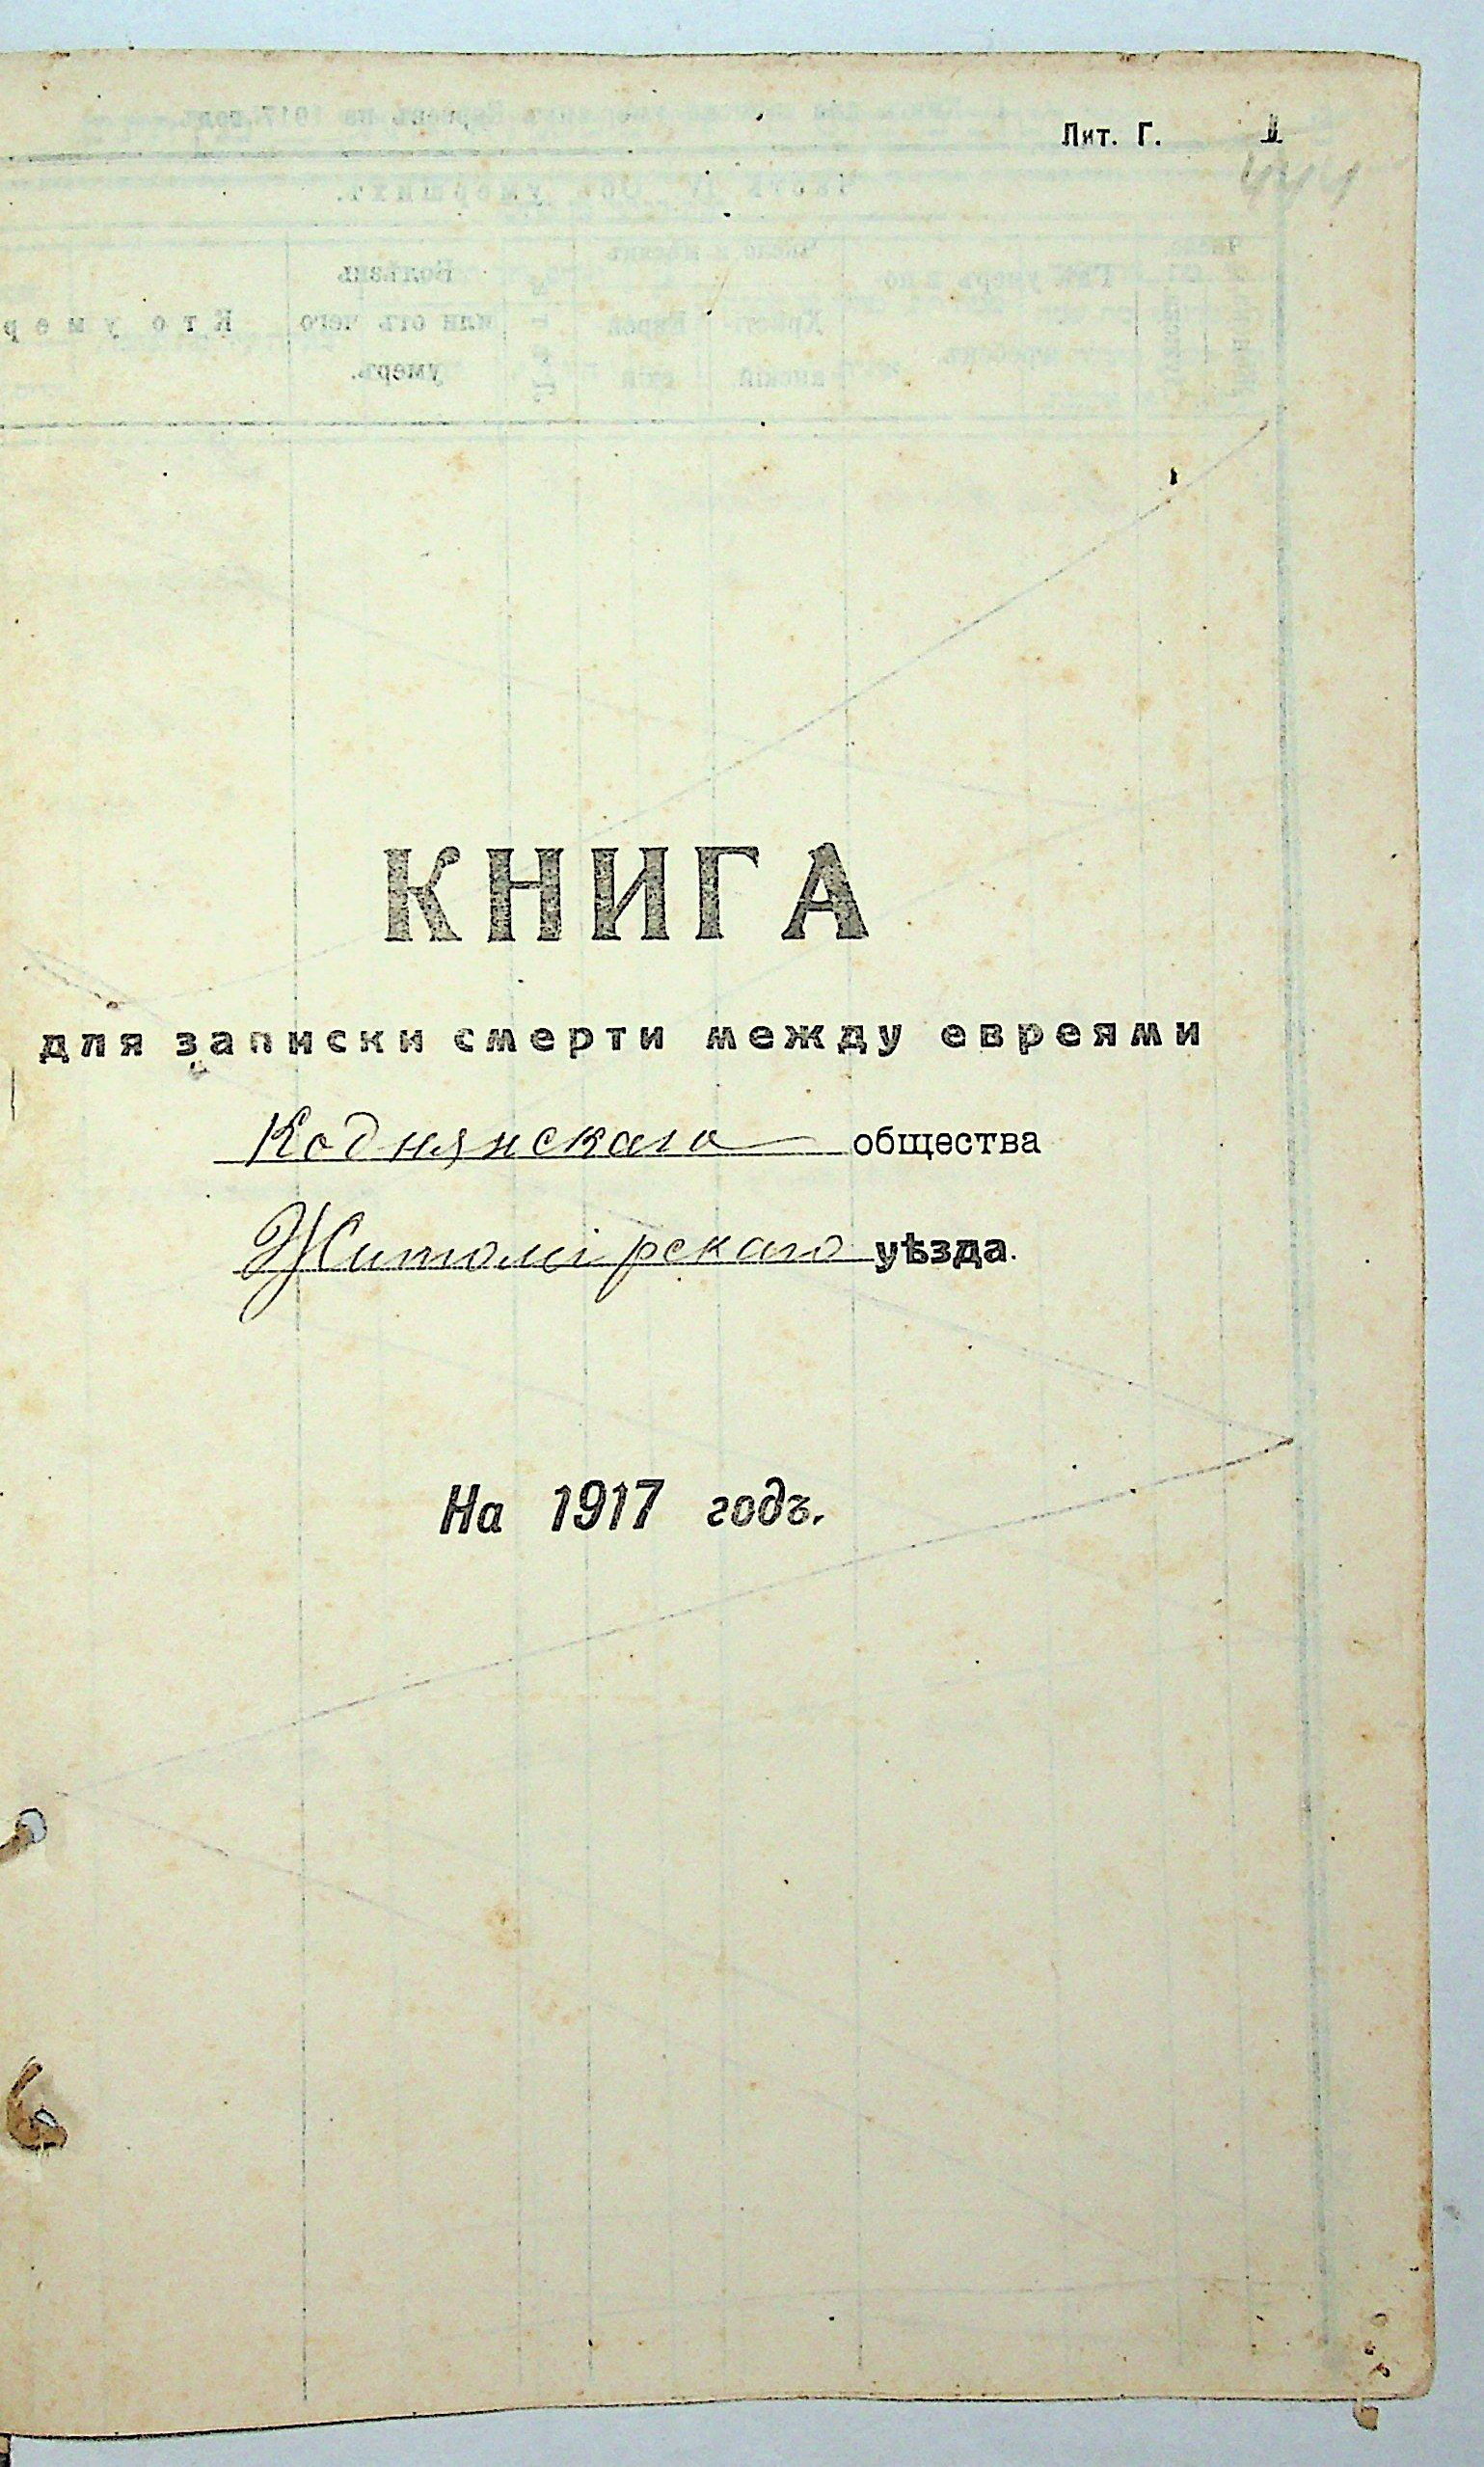 Лит. Г.
КНИГА
для записки смерти между евреями
Коднянскаго общества
Житомірскаго уѣзда.
На 1917 годъ.